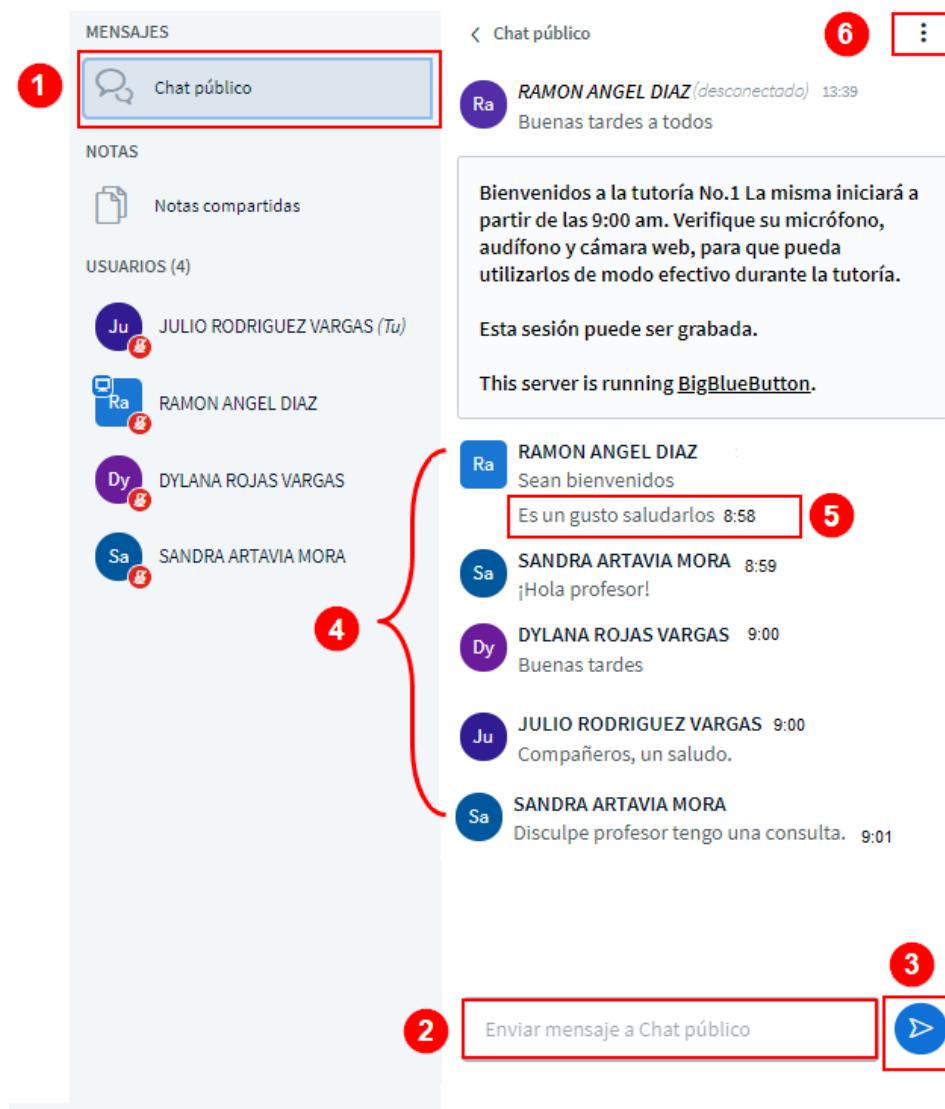 MENSAJES
1
Chat público
NOTAS
Notas compartidas
USUARIOS (4)
Ju JULIO RODRIGUEZ VARGAS (Tu)
Ra RAMON ANGEL DIAZ
Dy DYLANA ROJAS VARGAS
Sa SANDRA ARTAVIA MORA
4
Chat público
6
Ra RAMON ANGEL DIAZ (desconectado) 13:39
Buenas tardes a todos
Bienvenidos a la tutoría No.1 La misma iniciará a
partir de las 9:00 am. Verifique su micrófono,
audífono y cámara web, para que pueda
utilizarlos de modo efectivo durante la tutoría.
Esta sesión puede ser grabada.
This server is running BigBlueButton.
Ra RAMON ANGEL DIAZ
Sean bienvenidos
Es un gusto saludarlos 8:58
5
Sa SANDRA ARTAVIA MORA 8:59
¡Hola profesor!
Dy DYLANA ROJAS VARGAS 9:00
Buenas tardes
Ju JULIO RODRIGUEZ VARGAS 9:00
Compañeros, un saludo.
Sa SANDRA ARTAVIA MORA
Disculpe profesor tengo una consulta. 9:01
3
2
Enviar mensaje a Chat público